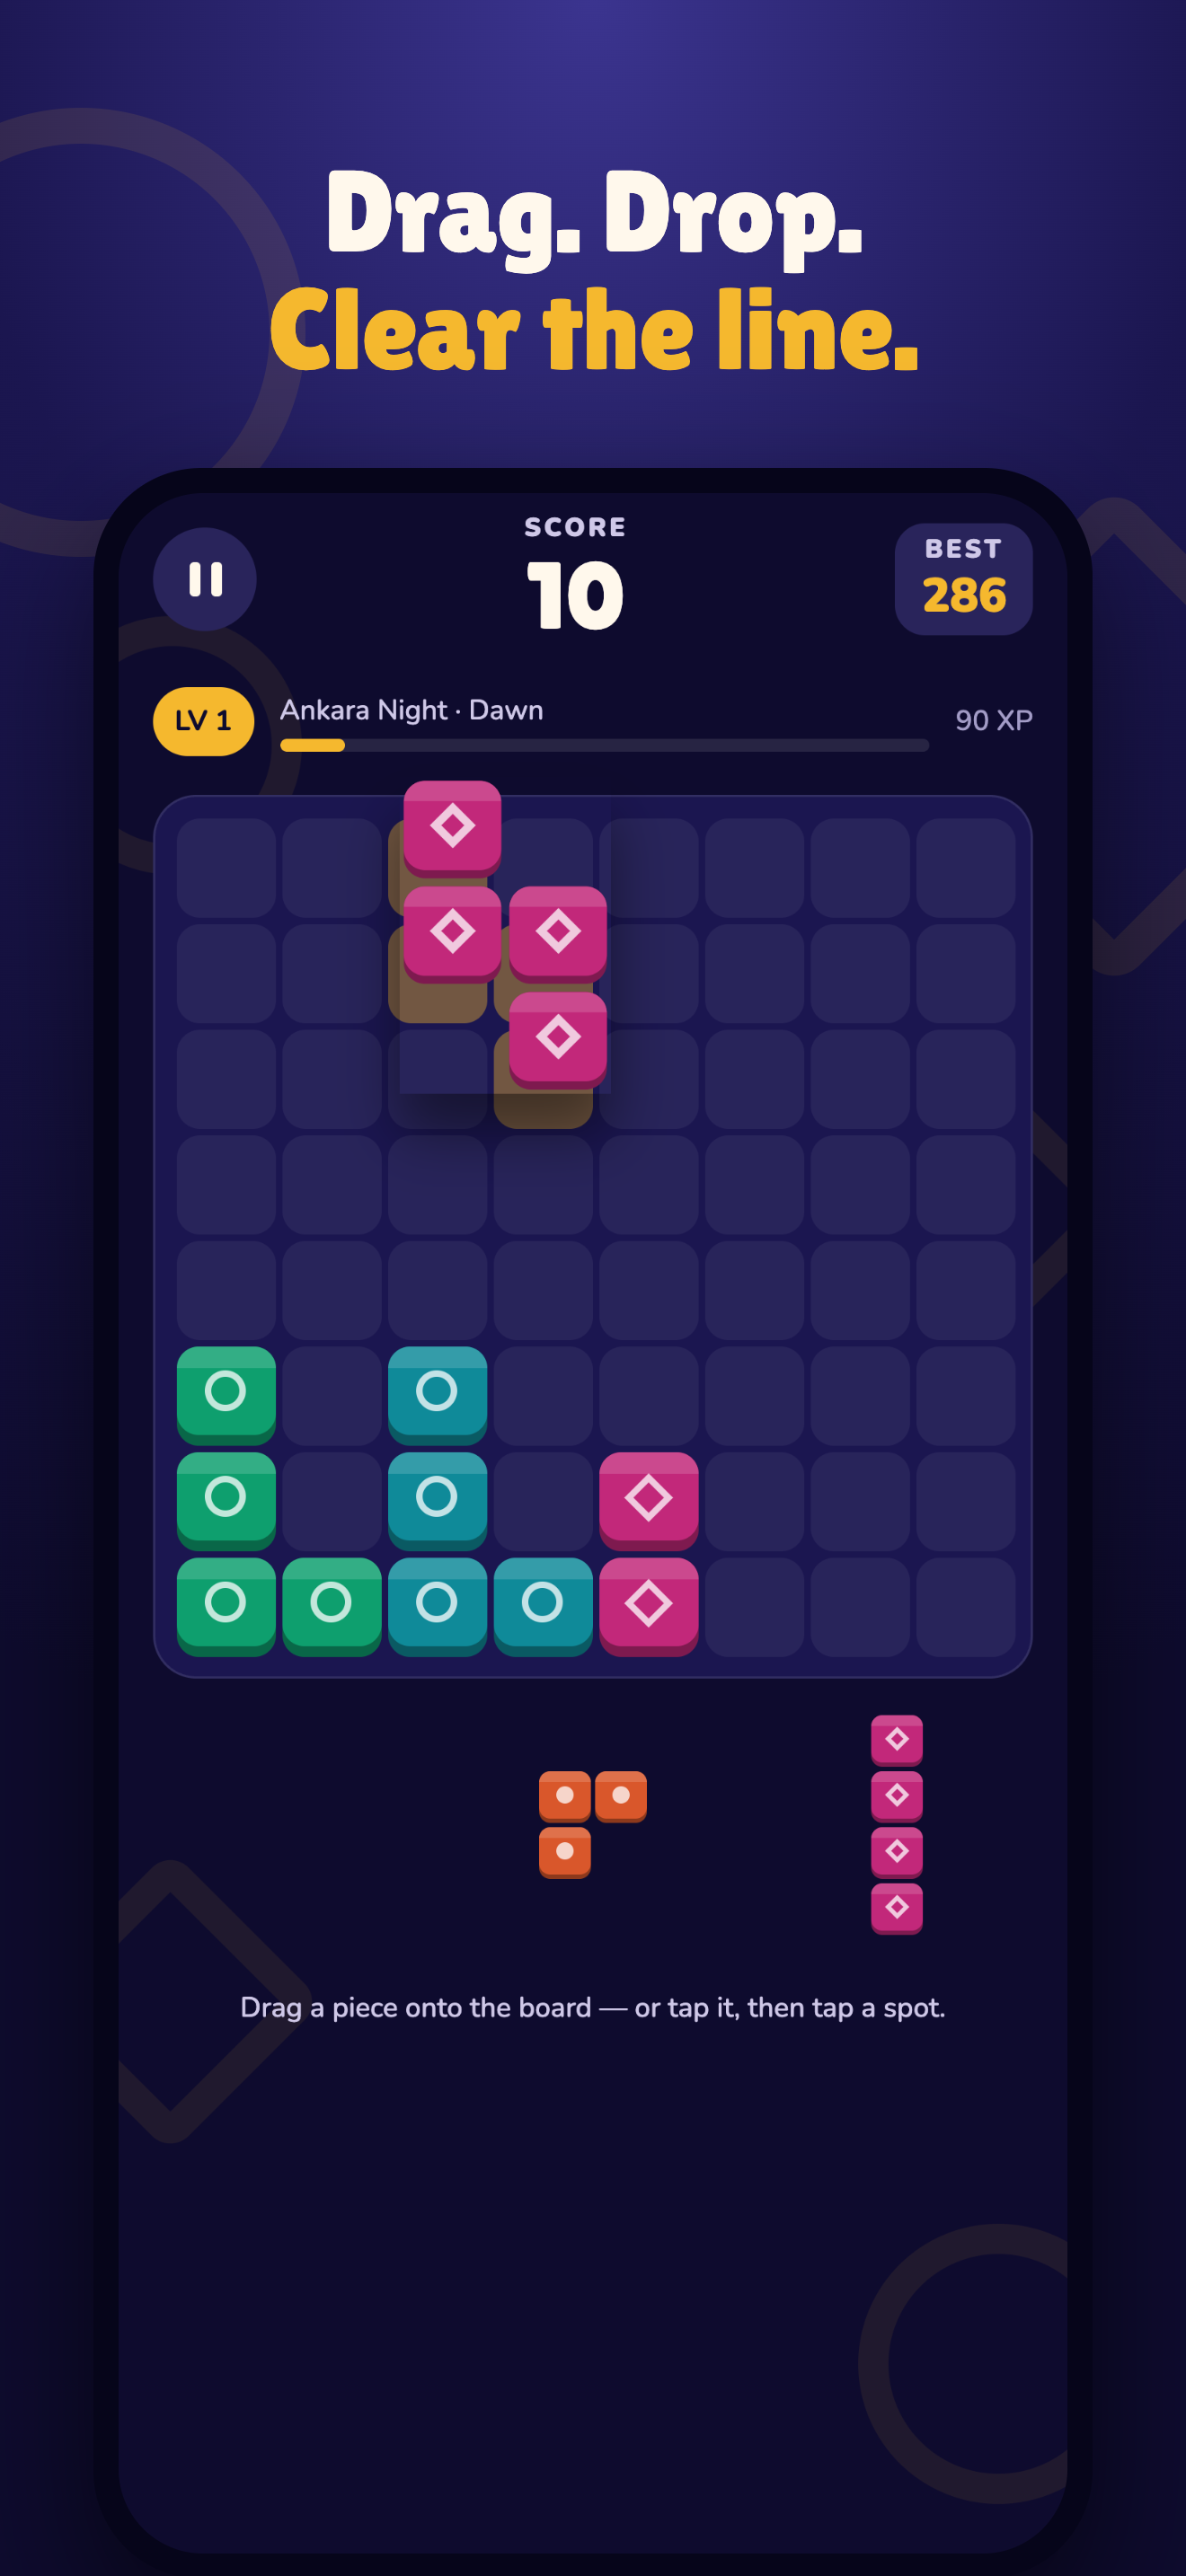 Drag. Drop.
Clear the line.
SCORE
10
BEST
286
LV 1
Ankara Night · Dawn
90 XP
Drag a piece onto the board — or tap it, then tap a spot.